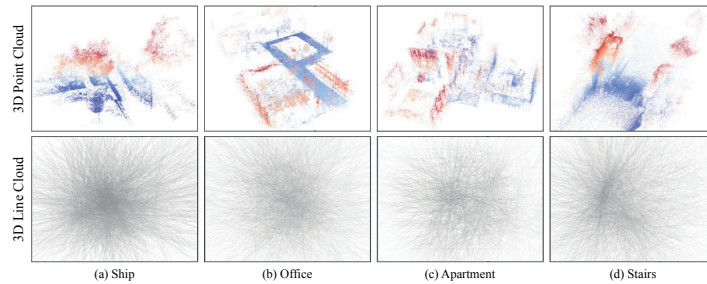 3D Point Cloud
3D Line Cloud
(a) Ship
(b) Office
(c) Apartment
(d) Stairs